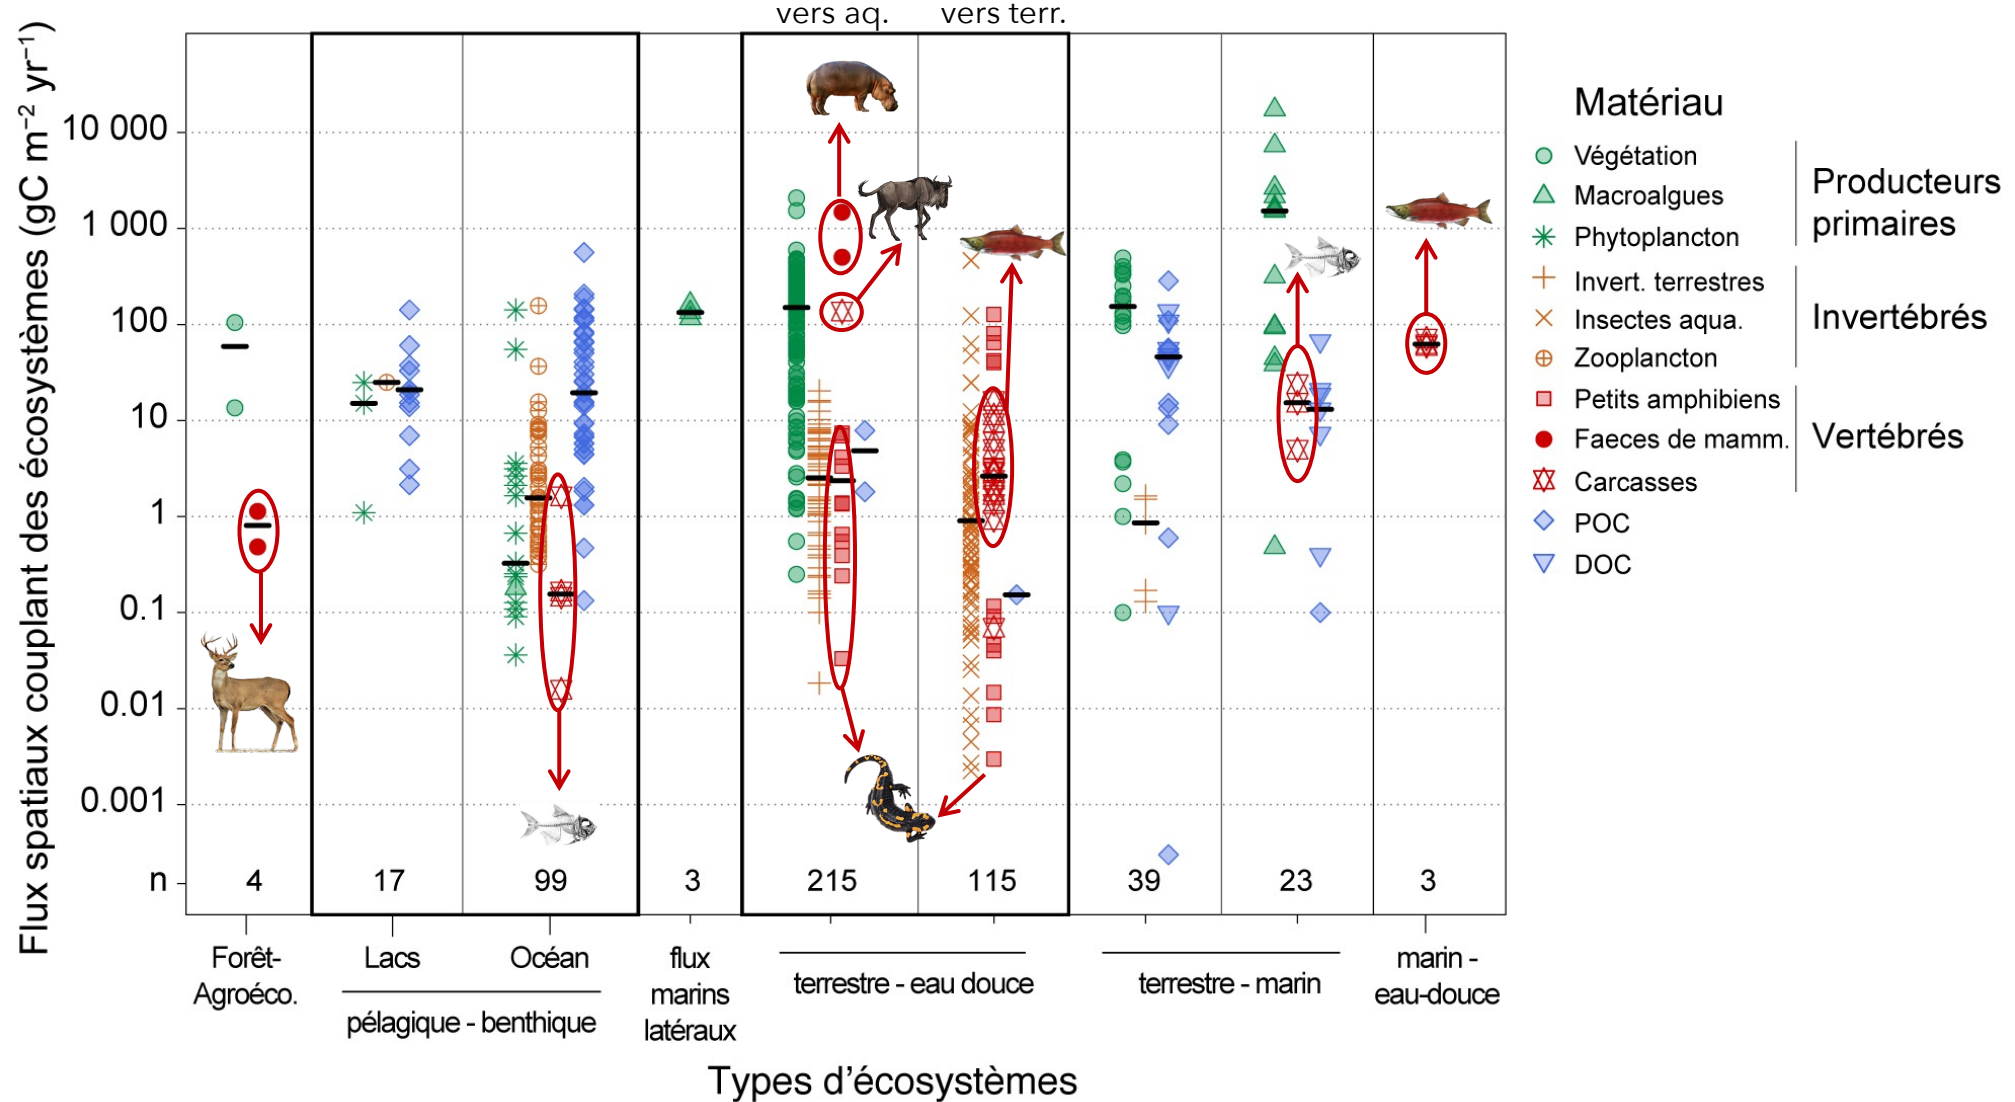 vers aq.
vers terr.
Flux spatiaux couplant des écosystèmes (gC m⁻² yr⁻¹)
10 000
1 000
100
10
1
0.1
0.01
0.001
n
4
17
99
3
215
115
39
23
3
Forêt-
Agroéco.
Lacs
Océan
pélagique - benthique
flux
marins
latéraux
terrestre - eau douce
terrestre - marin
marin -
eau-douce
Types d’écosystèmes
Matériau
Végétation
Macroalgues
Phytoplancton
Producteurs
primaires
Invert. terrestres
Insectes aqua.
Zooplancton
Invertébrés
Petits amphibiens
Faeces de mamm.
Carcasses
Vertébrés
POC
DOC